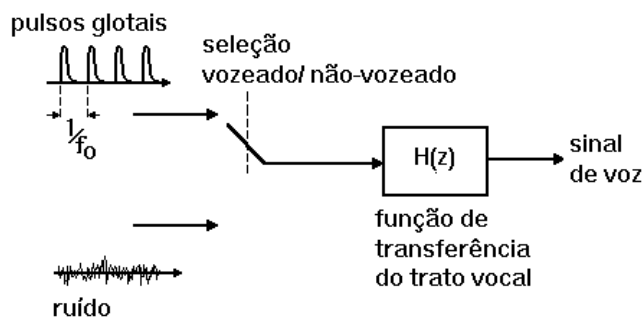 pulsos glotais
seleção
vozeado/ não-vozeado
1/f0
H(z)
sinal
de voz
função de
transferência
do trato vocal
ruído